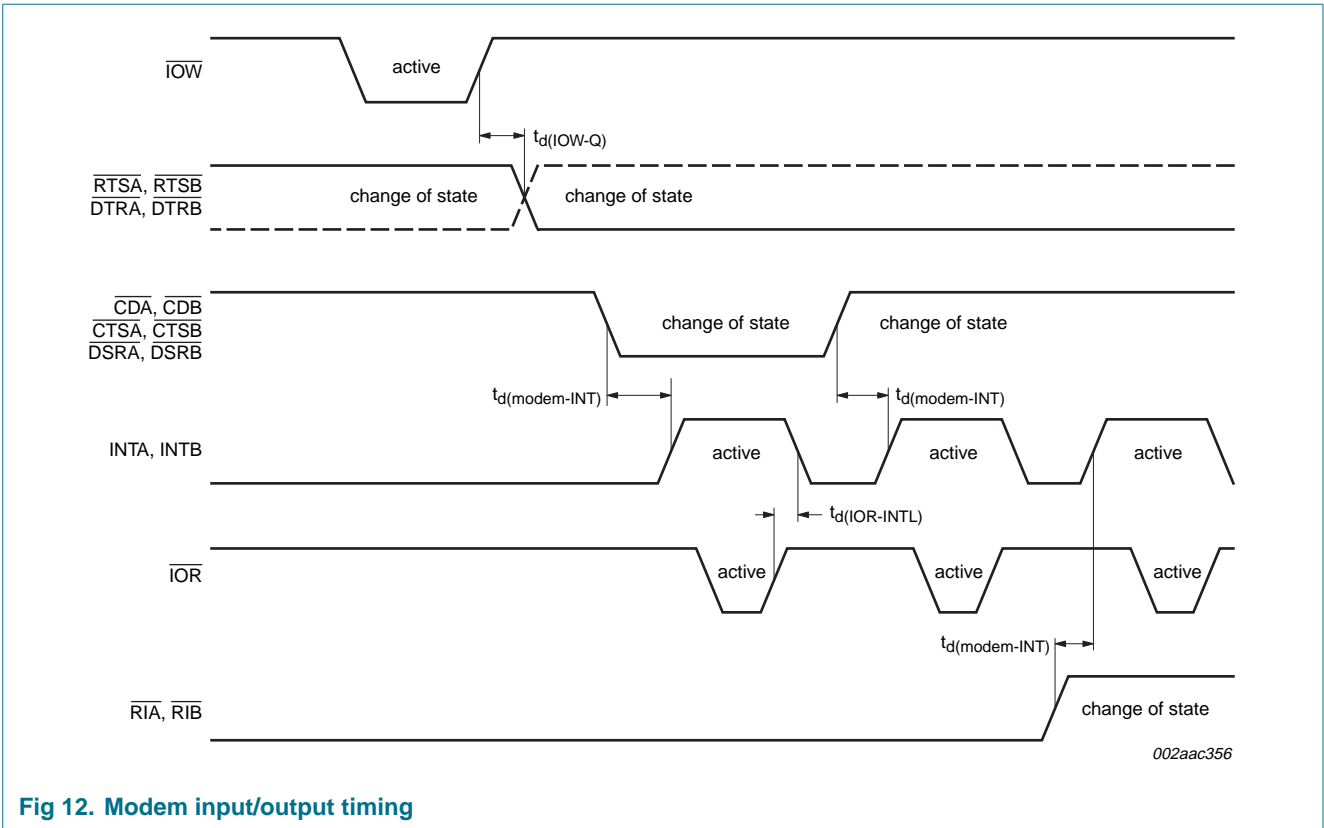 IOW
active
td(IOW-Q)
RTSA, RTSB
DTRA, DTRB
change of state
change of state
CDA, CDB
CTSA, CTSB
DSRA, DSRB
change of state
change of state
td(modem-INT)
td(modem-INT)
INTA, INTB
active
active
active
td(IOR-INTL)
IOR
active
active
active
td(modem-INT)
RIA, RIB
change of state
002aac356
Fig 12. Modem input/output timing